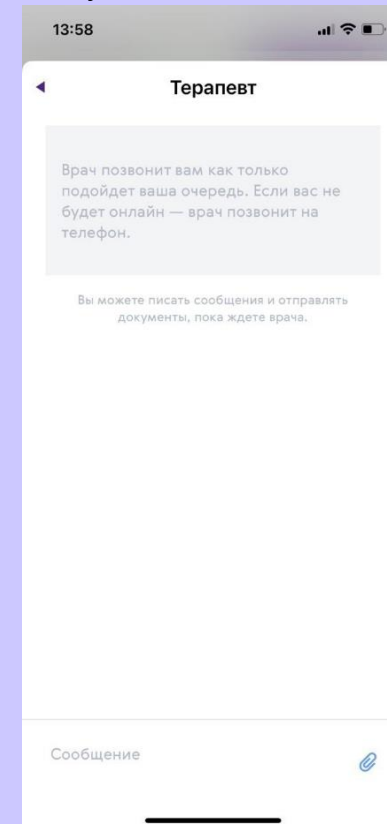 13:58
Терапевт
Врач позвонит вам как только
подойдет ваша очередь. Если вас не
будет онлайн — врач позвонит на
телефон.
Вы можете писать сообщения и отправлять
документы, пока ждете врача.
Сообщение